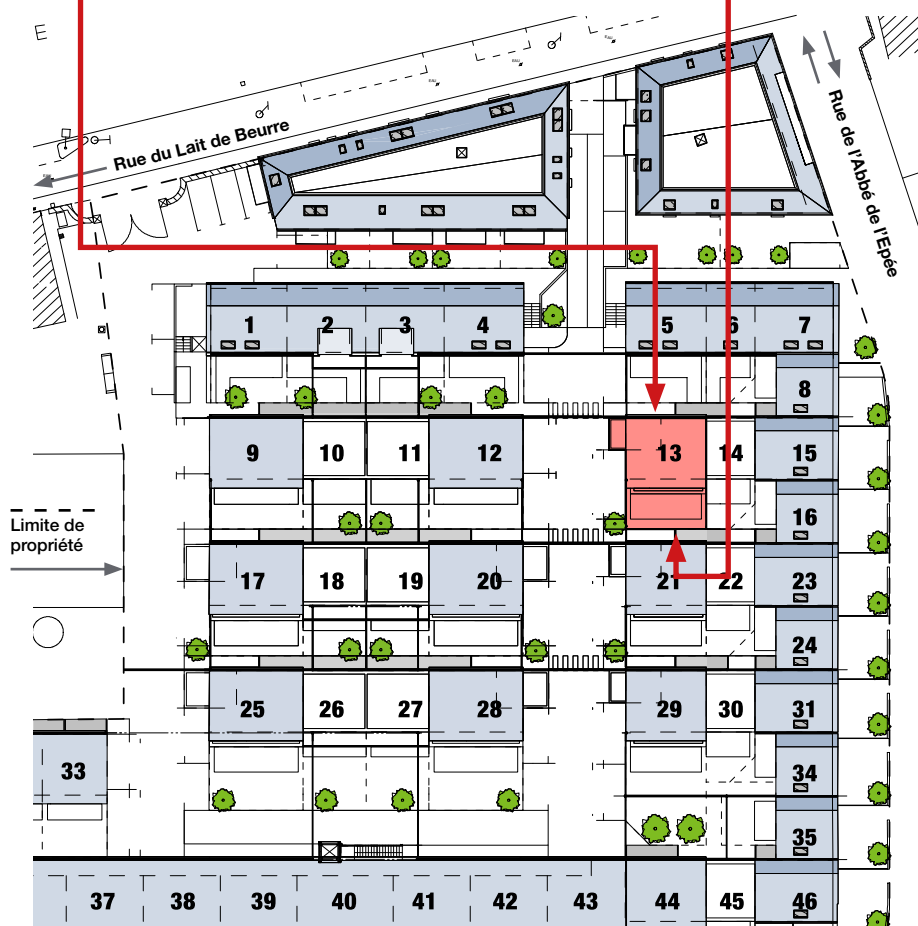 E
Rue du Lait de Beurre
Rue de l'Abbé de l'Epée
1 2 3 4 5 6 7
8
9 10 11 12 13 14 15
16
Limite de
propriété
17 18 19 20 21 22 23
24
25 26 27 28 29 30 31
33
34
35
37 38 39 40 41 42 43 44 45 46